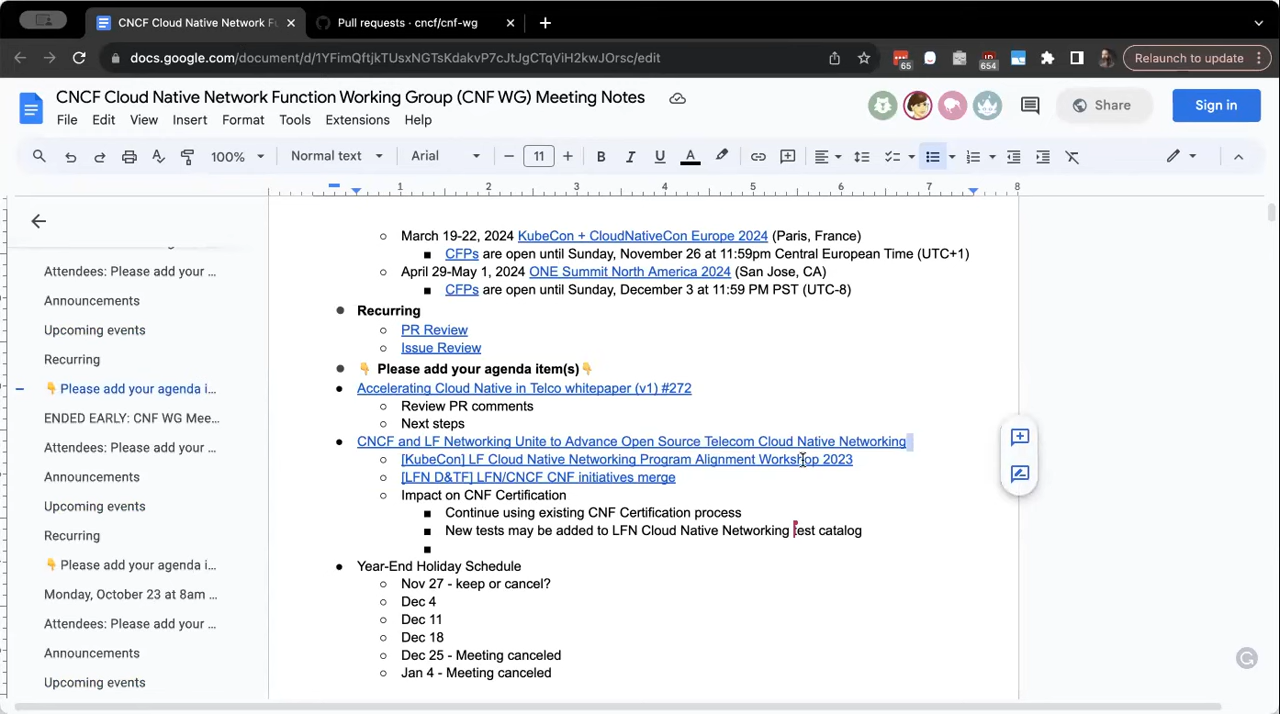 CNCF Cloud Native Network F
Pull requests · cncf/cnf-wg
docs.google.com/document/d/1YFimQftjkTUsxNGTsKdakvP7cJtJgCTqViH2kwJOrsc/edit
65
654
Relaunch to update
CNCF Cloud Native Network Function Working Group (CNF WG) Meeting Notes
Share
Sign in
File Edit View Insert Format Tools Extensions Help
100% Normal text Arial 11
1 2 3 4 5 6 7 8
Attendees: Please add your ...
Announcements
Upcoming events
Recurring
👇 Please add your agenda i...
ENDED EARLY: CNF WG Mee...
Attendees: Please add your ...
Announcements
Upcoming events
Recurring
👇 Please add your agenda i...
Monday, October 23 at 8am ...
Attendees: Please add your ...
Announcements
Upcoming events
March 19-22, 2024 KubeCon + CloudNativeCon Europe 2024 (Paris, France)
CFPs are open until Sunday, November 26 at 11:59pm Central European Time (UTC+1)
April 29-May 1, 2024 ONE Summit North America 2024 (San Jose, CA)
CFPs are open until Sunday, December 3 at 11:59 PM PST (UTC-8)
Recurring
PR Review
Issue Review
👇 Please add your agenda item(s)👇
Accelerating Cloud Native in Telco whitepaper (v1) #272
Review PR comments
Next steps
CNCF and LF Networking Unite to Advance Open Source Telecom Cloud Native Networking
[KubeCon] LF Cloud Native Networking Program Alignment Workshop 2023
[LFN D&TF] LFN/CNCF CNF initiatives merge
Impact on CNF Certification
Continue using existing CNF Certification process
New tests may be added to LFN Cloud Native Networking test catalog
Year-End Holiday Schedule
Nov 27 - keep or cancel?
Dec 4
Dec 11
Dec 18
Dec 25 - Meeting canceled
Jan 4 - Meeting canceled